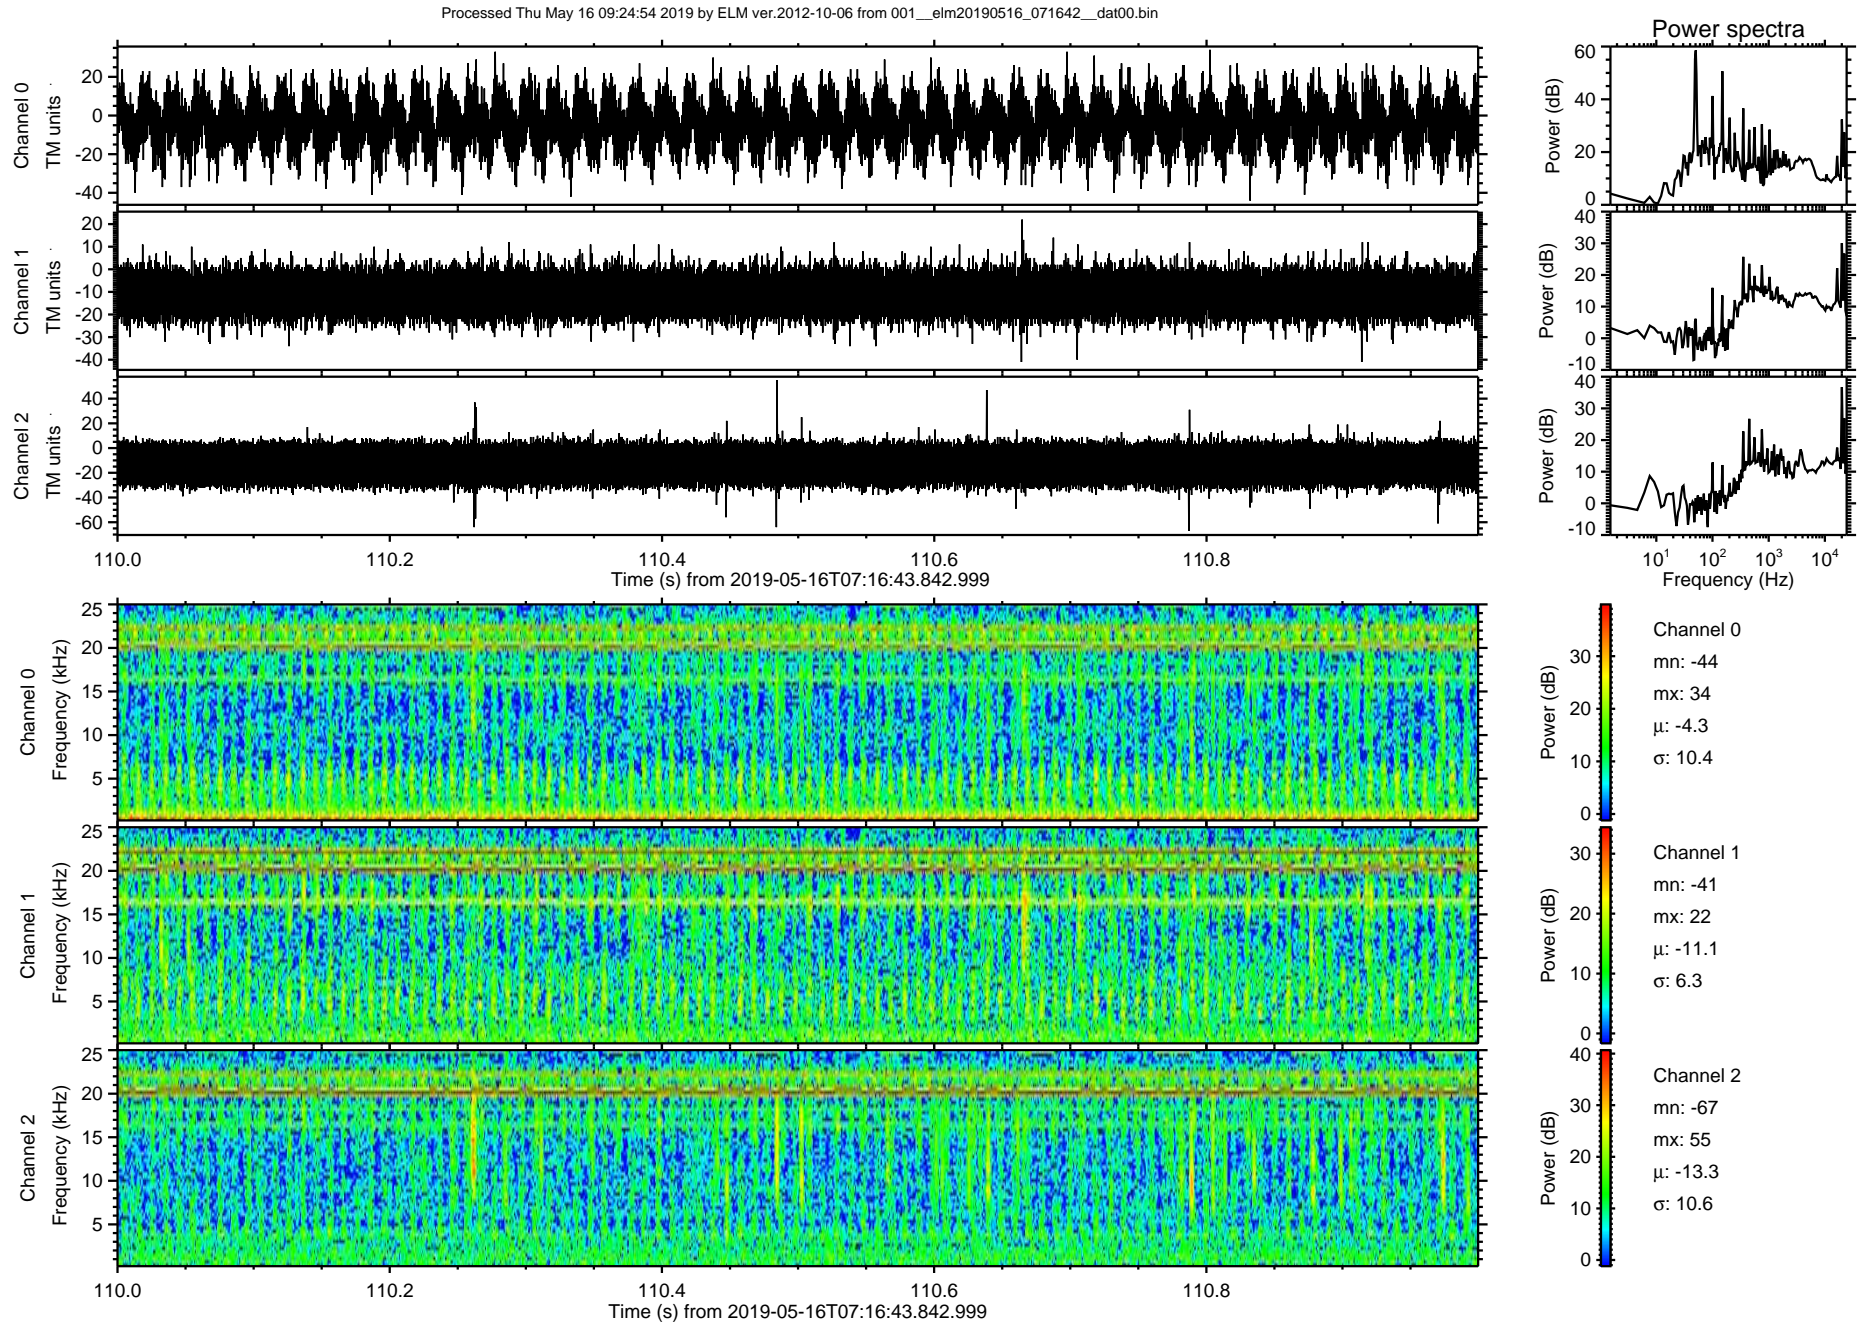 Processed Thu May 16 09:24:54 2019 by ELM ver.2012-10-06 from 001__elm20190516_071642__dat00.bin
Power spectra
Channel 0
TM units
20
0
-20
-40
Power (dB)
60
40
20
0
Channel 1
TM units
20
10
0
-10
-20
-30
-40
Power (dB)
40
30
20
10
0
-10
Channel 2
TM units
40
20
0
-20
-40
-60
Power (dB)
40
30
20
10
0
-10
110.0 110.2 110.4 110.6 110.8
Time (s) from 2019-05-16T07:16:43.842.999
10^1 10^2 10^3 10^4
Frequency (Hz)
Channel 0
Frequency (kHz)
25
20
15
10
5
Power (dB)
30
20
10
0
Channel 0
mn: -44
mx: 34
μ: -4.3
σ: 10.4
Channel 1
Frequency (kHz)
25
20
15
10
5
Power (dB)
30
20
10
0
Channel 1
mn: -41
mx: 22
μ: -11.1
σ: 6.3
Channel 2
Frequency (kHz)
25
20
15
10
5
Power (dB)
40
30
20
10
0
Channel 2
mn: -67
mx: 55
μ: -13.3
σ: 10.6
110.0 110.2 110.4 110.6 110.8
Time (s) from 2019-05-16T07:16:43.842.999